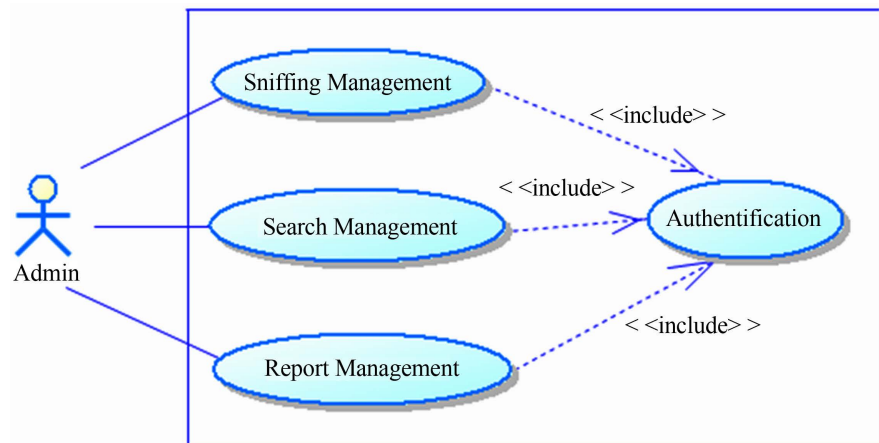 Sniffing Management
< <include> >
< <include> >
Search Management
Authentification
Admin
< <include> >
Report Management